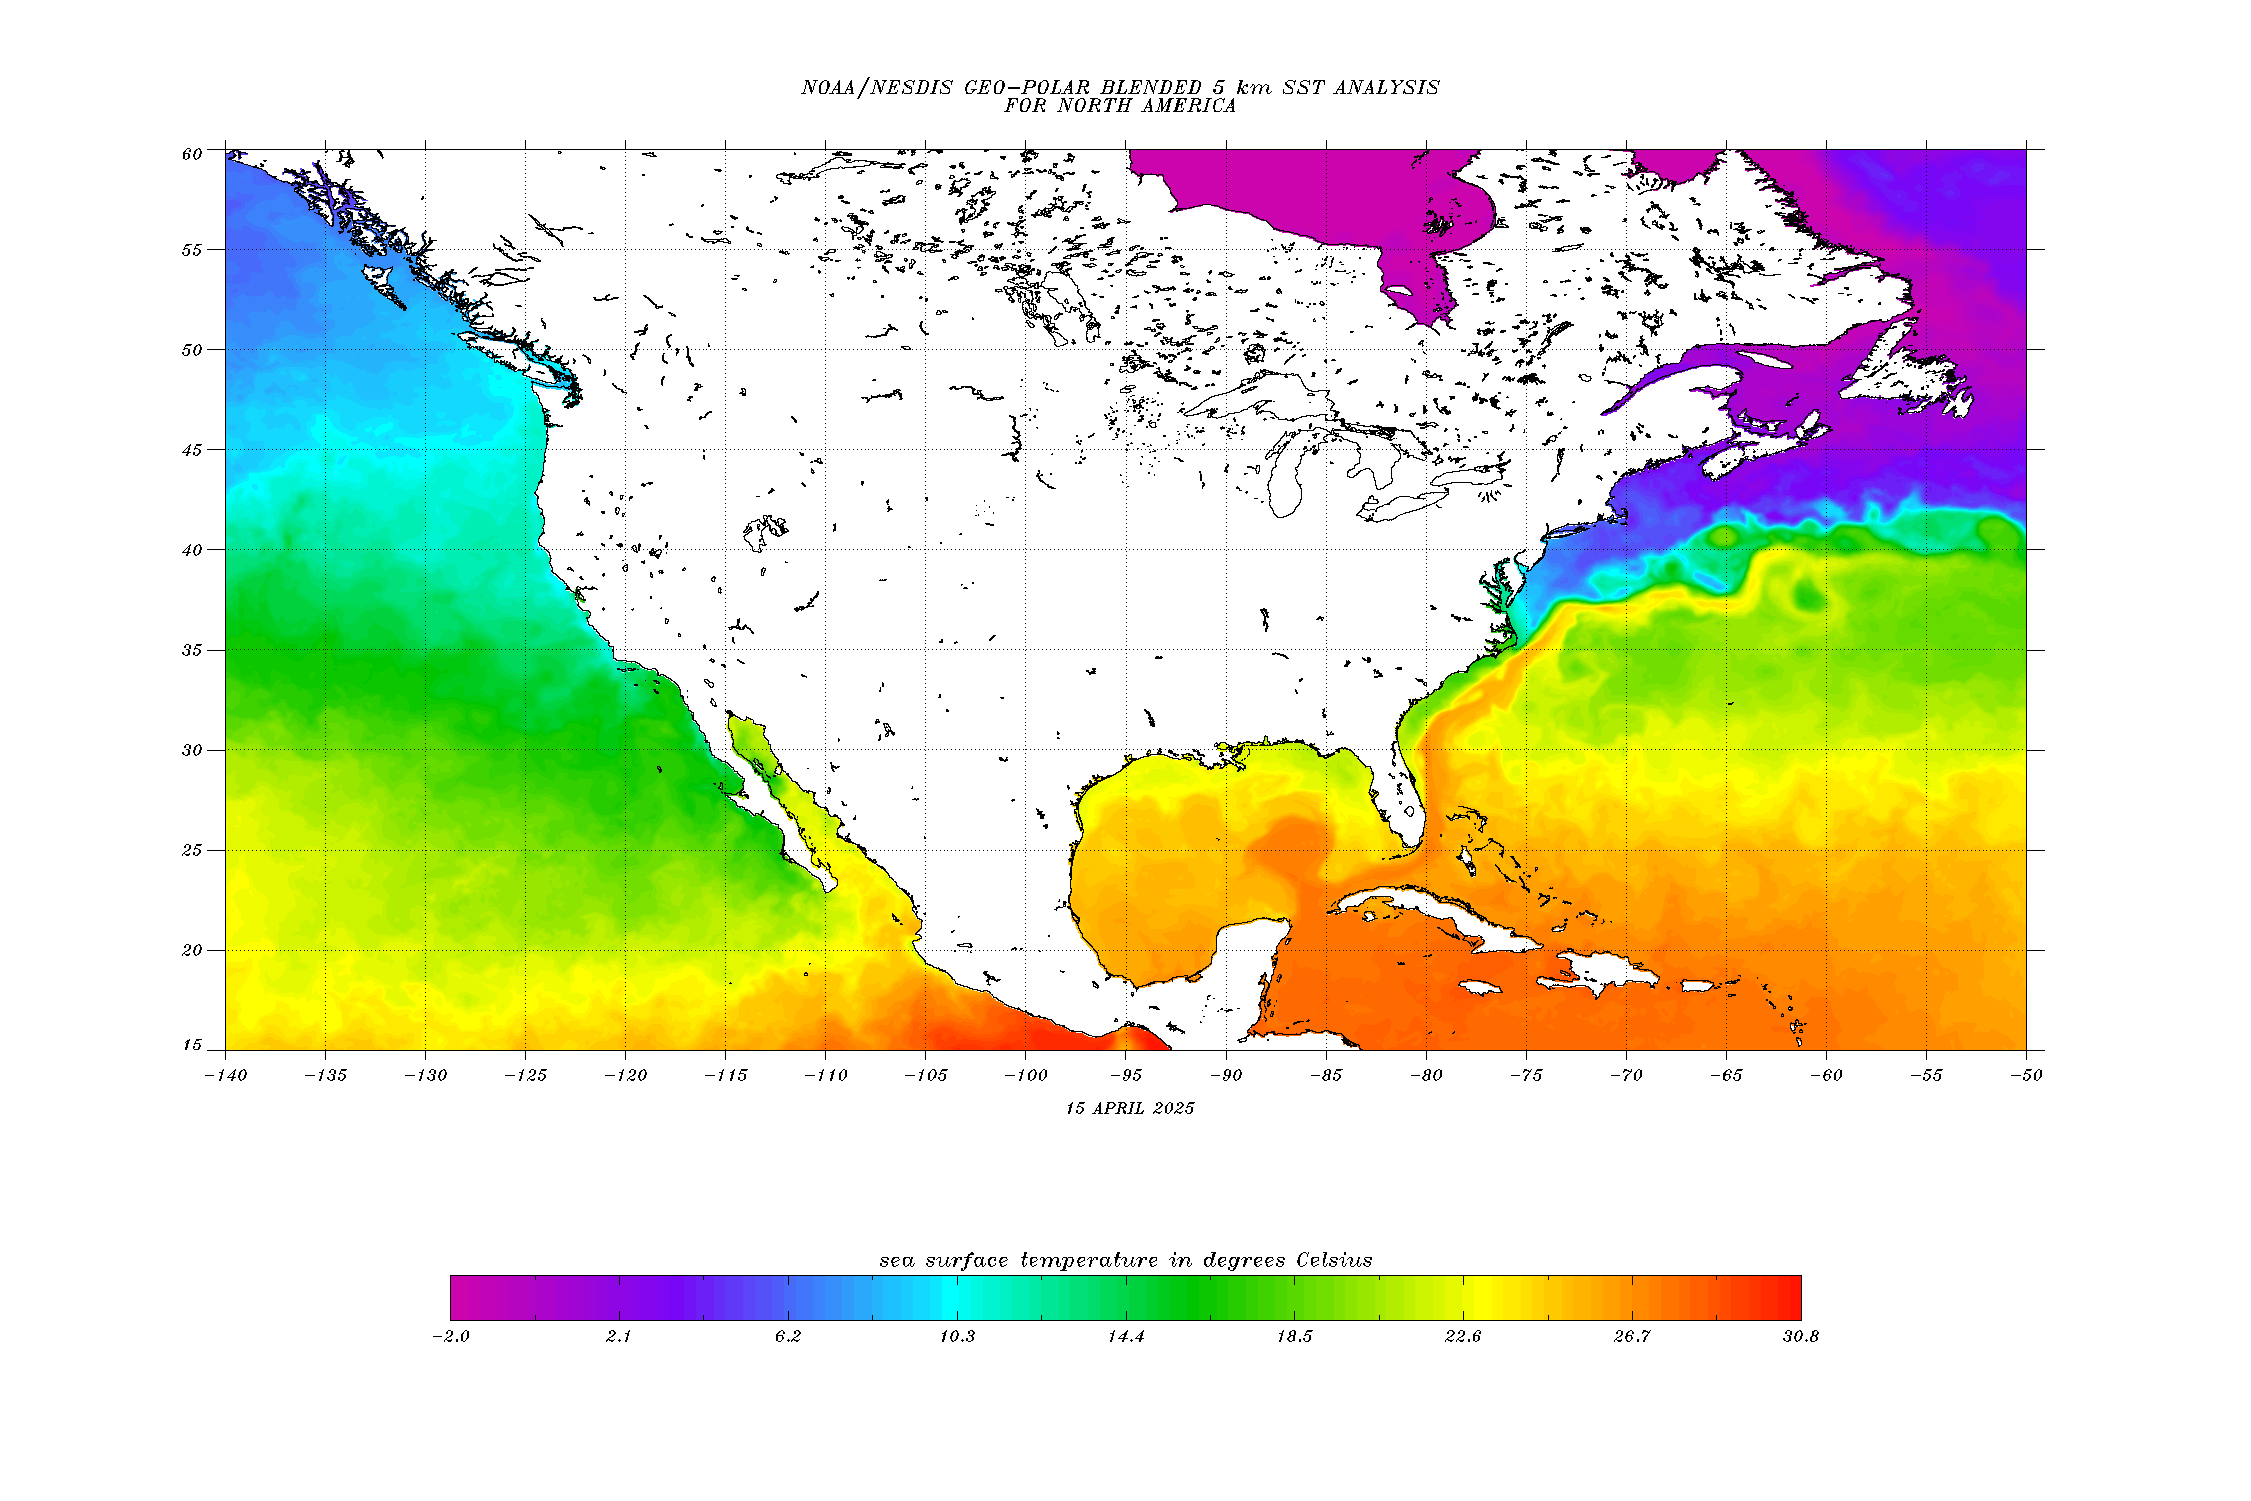 NOAA/NESDIS GEO-POLAR BLENDED 5 km SST ANALYSIS
FOR NORTH AMERICA
60
55
50
45
40
35
30
25
20
15
-140 -135 -130 -125 -120 -115 -110 -105 -100 -95 -90 -85 -80 -75 -70 -65 -60 -55 -50
15 APRIL 2025
sea surface temperature in degrees Celsius
-2.0 2.1 6.2 10.3 14.4 18.5 22.6 26.7 30.8